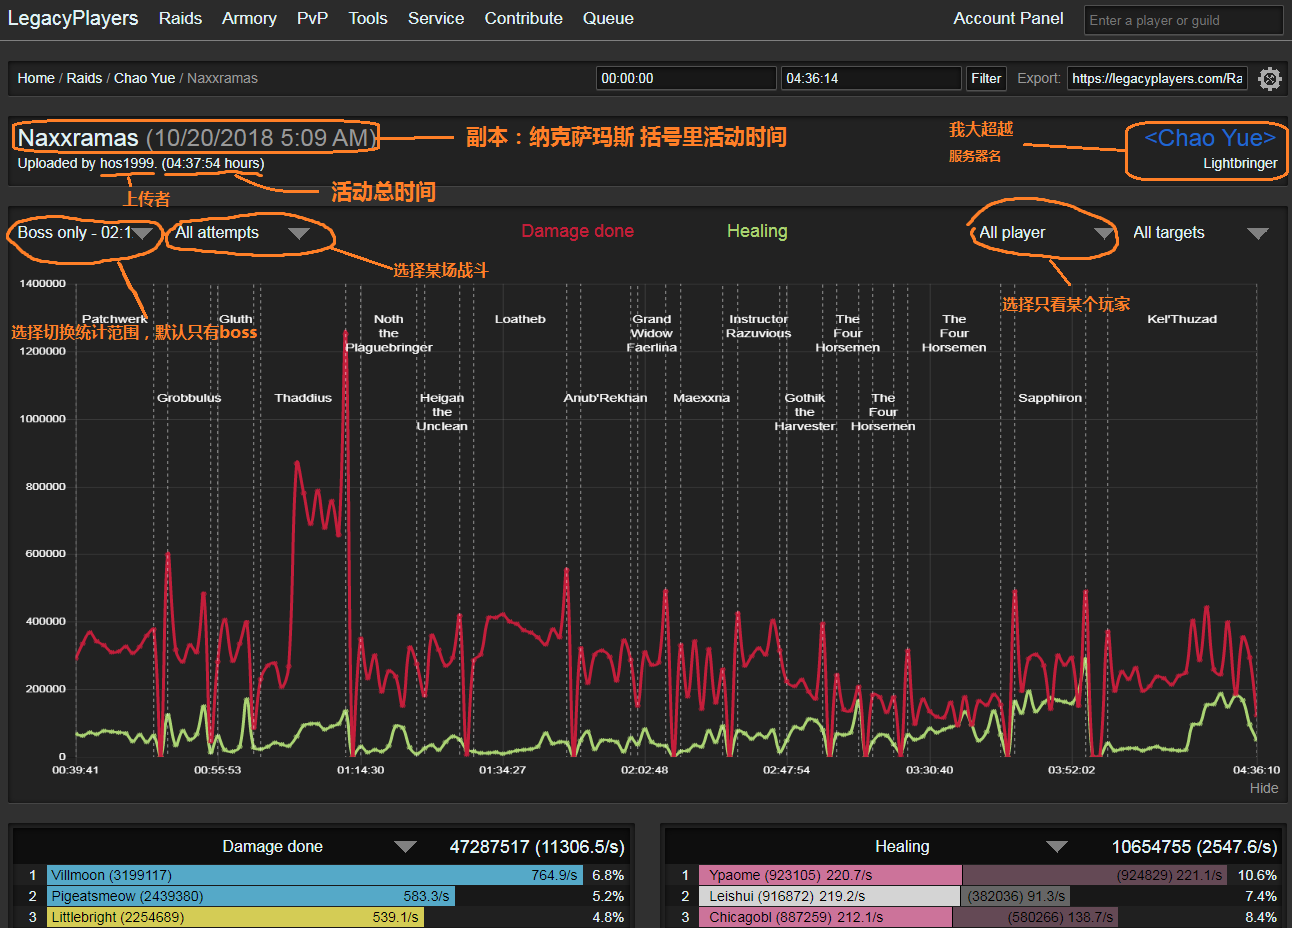 LegacyPlayers Raids Armory PvP Tools Service Contribute Queue Account Panel Enter a player or guild
Home / Raids / Chao Yue / Naxxramas 00:00:00 04:36:14 Filter Export: https://legacyplayers.com/Ra
Naxxramas (10/20/2018 5:09 AM) 副本：纳克萨玛斯 括号里活动时间
我大超越
服务器名
<Chao Yue>
Lightbringer
Uploaded by hos1999. (04:37:54 hours)
上传者
活动总时间
Boss only - 02:1 All attempts Damage done Healing All player All targets
选择某场战斗
选择只看某个玩家
选择切换统计范围，默认只有boss
1400000
1200000
1000000
800000
600000
400000
200000
0
Patchwerk
Grobbulus
Gluth
Thaddius
Noth
the
Plaguebringer
Heigan
the
Unclean
Loatheb
Anub'Rekhan
Grand
Widow
Faerlina
Maexxna
Instructor
Razuvious
Gothik
the
Harvester
The
Four
Horsemen
The
Four
Horsemen
The
Four
Horsemen
Sapphiron
Kel'Thuzad
00:39:41 00:55:53 01:14:30 01:34:27 02:02:48 02:47:54 03:30:40 03:52:02 04:36:10
Hide
Damage done 47287517 (11306.5/s)
1 Villmoon (3199117) 764.9/s 6.8%
2 Pigeatsmeow (2439380) 583.3/s 5.2%
3 Littlebright (2254689) 539.1/s 4.8%
Healing 10654755 (2547.6/s)
1 Ypaome (923105) 220.7/s (924829) 221.1/s 10.6%
2 Leishui (916872) 219.2/s (382036) 91.3/s 7.4%
3 Chicagobl (887259) 212.1/s (580266) 138.7/s 8.4%